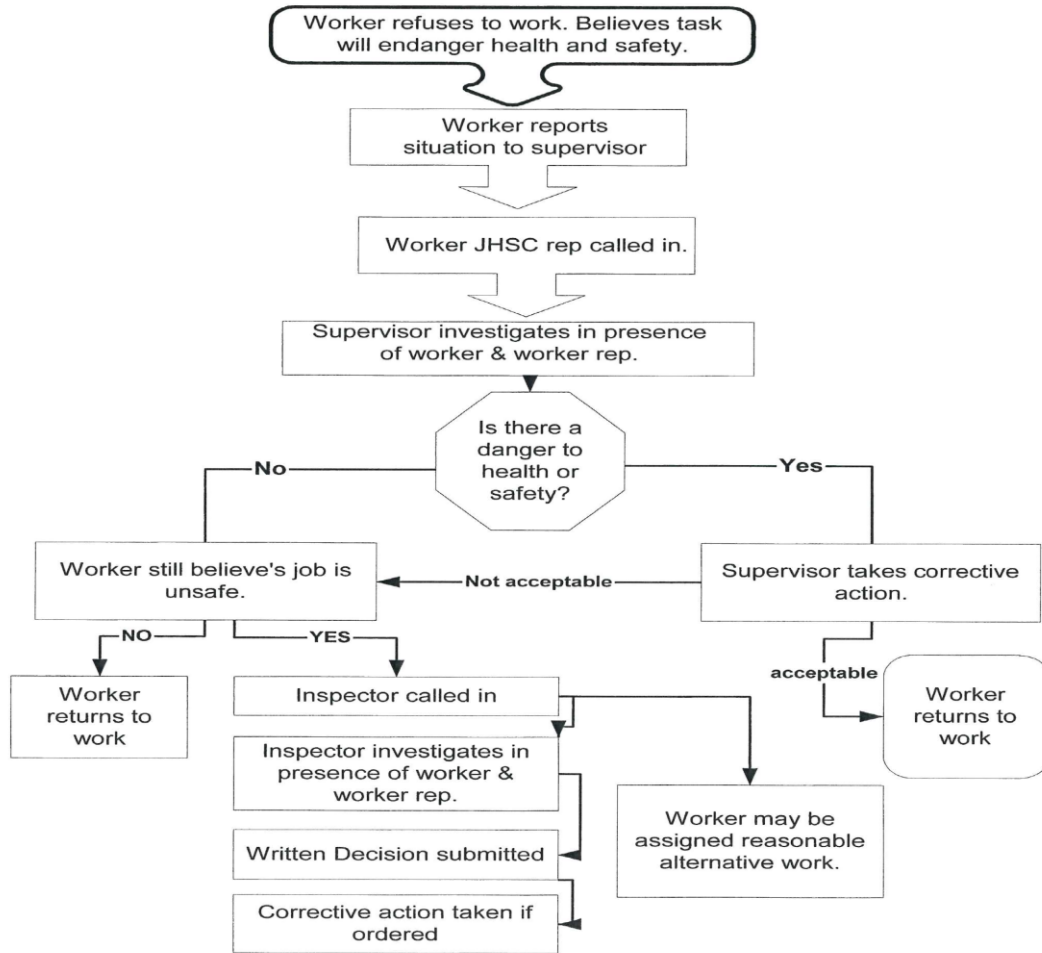 Worker refuses to work. Believes task
will endanger health and safety.
Worker reports
situation to supervisor
Worker JHSC rep called in.
Supervisor investigates in presence
of worker & worker rep.
Is there a
danger to
health or
safety?
No
Yes
Worker still believe's job is
unsafe.
Not acceptable
Supervisor takes corrective
action.
NO
YES
acceptable
Worker
returns to
work
Inspector called in
Worker
returns to
work
Inspector investigates in
presence of worker &
worker rep.
Worker may be
assigned reasonable
alternative work.
Written Decision submitted
Corrective action taken if
ordered